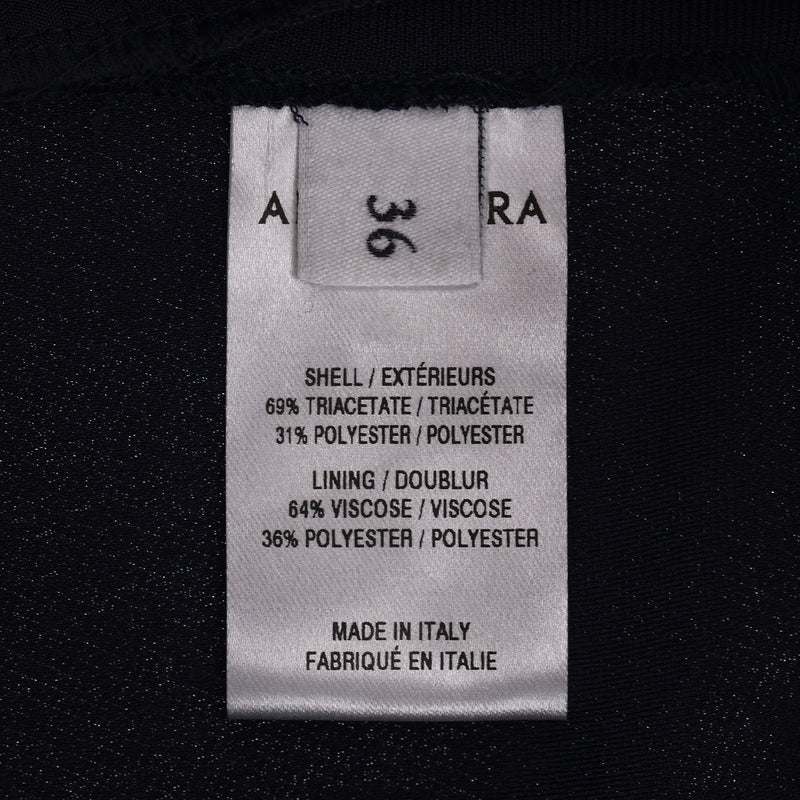 36
SHELL / EXTÉRIEURS
69% TRIACETATE / TRIACÉTATE
31% POLYESTER / POLYESTER
LINING / DOUBLUR
64% VISCOSE / VISCOSE
36% POLYESTER / POLYESTER
MADE IN ITALY
FABRIQUÉ EN ITALIE